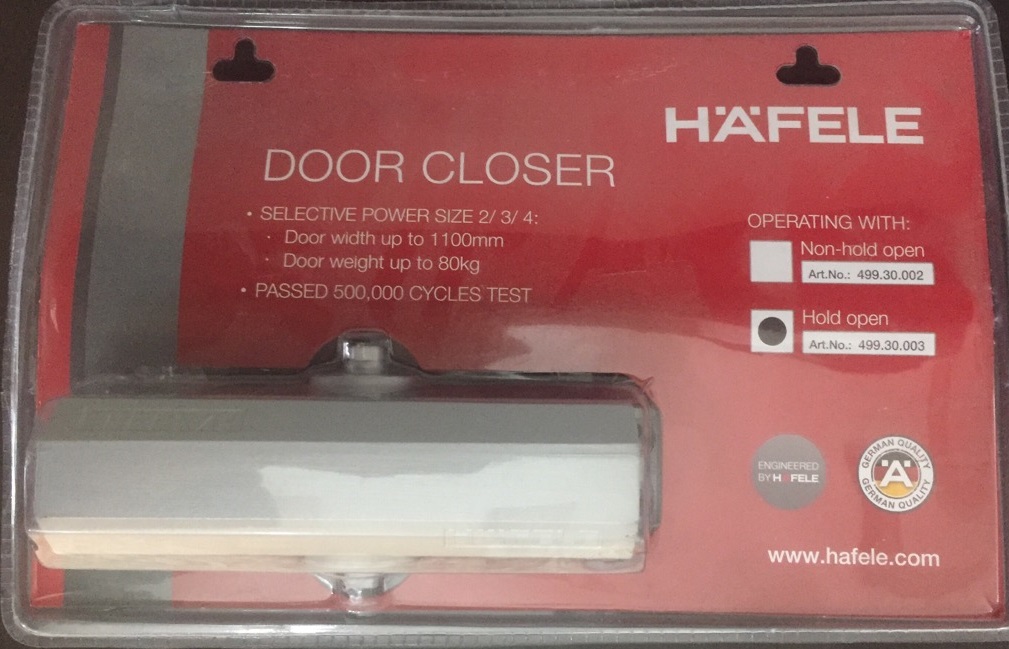 HÄFELE
DOOR CLOSER
• SELECTIVE POWER SIZE 2/ 3/ 4:
· Door width up to 1100mm
· Door weight up to 80kg
• PASSED 500,000 CYCLES TEST
OPERATING WITH:
Non-hold open
Art.No.: 499.30.002
Hold open
Art.No.: 499.30.003
ENGINEERED
BY HÄFELE
GERMAN QUALITY
Ä
GERMAN QUALITY
www.hafele.com